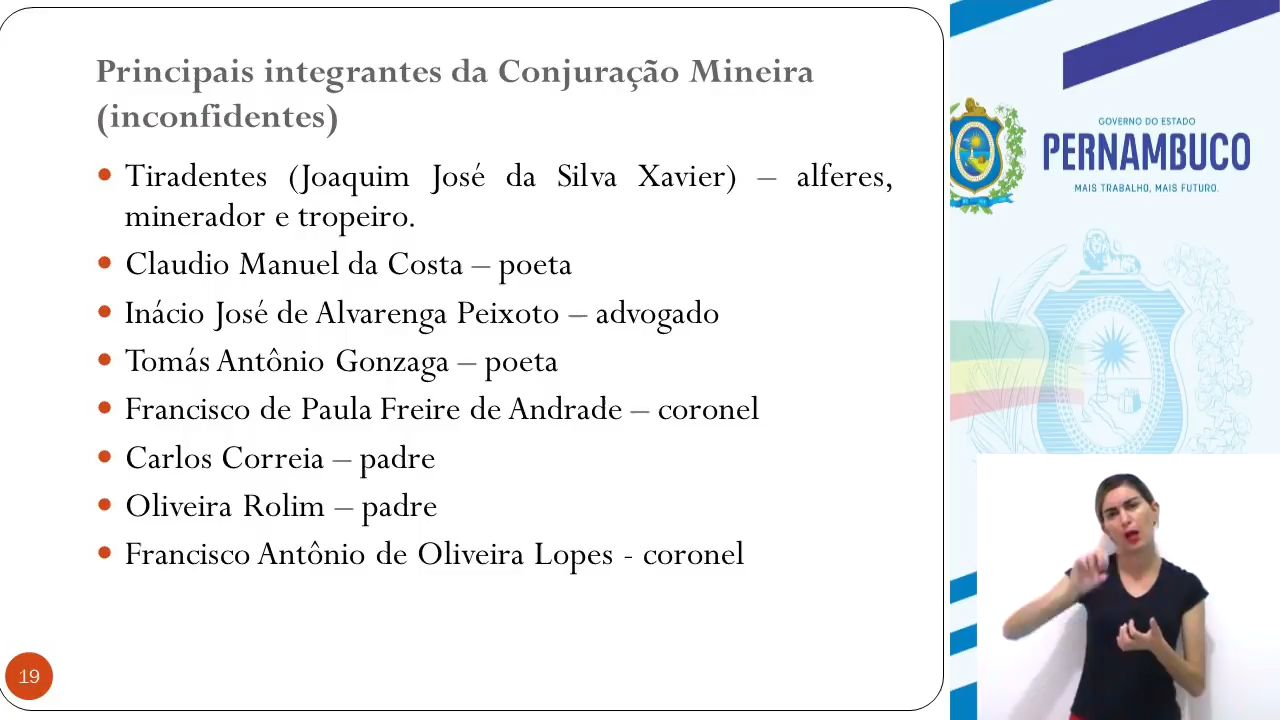 Principais integrantes da Conjuração Mineira
(inconfidentes)
• Tiradentes (Joaquim José da Silva Xavier) – alferes,
minerador e tropeiro.
• Claudio Manuel da Costa – poeta
• Inácio José de Alvarenga Peixoto – advogado
• Tomás Antônio Gonzaga – poeta
• Francisco de Paula Freire de Andrade – coronel
• Carlos Correia – padre
• Oliveira Rolim – padre
• Francisco Antônio de Oliveira Lopes - coronel
19
GOVERNO DO ESTADO
PERNAMBUCO
MAIS TRABALHO, MAIS FUTURO.